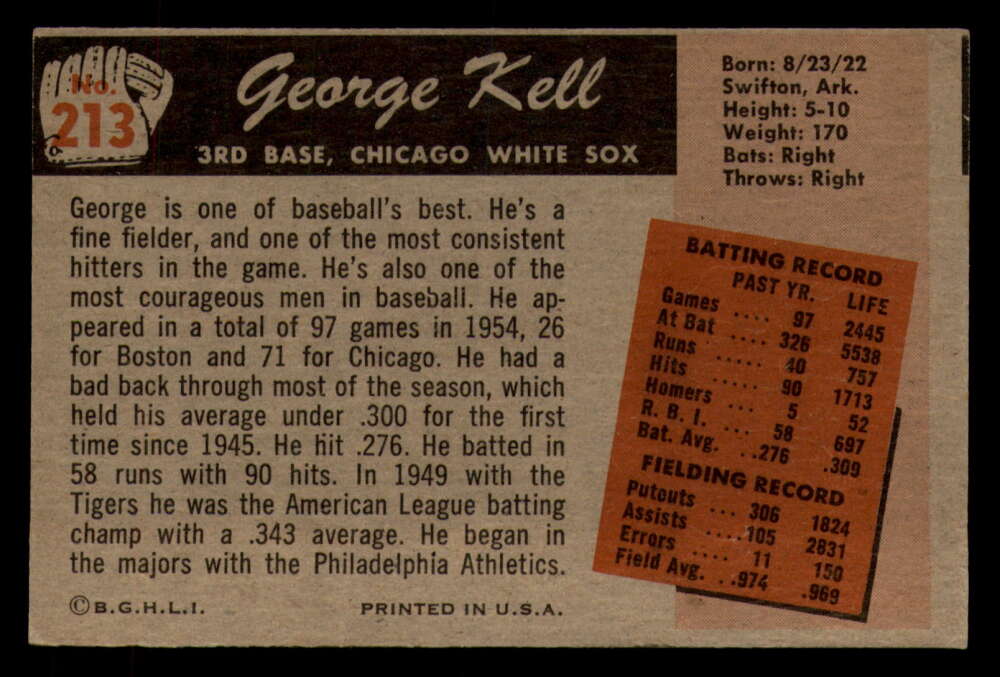 No.
213
George Kell
3RD BASE, CHICAGO WHITE SOX
George is one of baseball's best. He's a
fine fielder, and one of the most consistent
hitters in the game. He's also one of the
most courageous men in baseball. He ap-
peared in a total of 97 games in 1954, 26
for Boston and 71 for Chicago. He had a
bad back through most of the season, which
held his average under .300 for the first
time since 1945. He hit .276. He batted in
58 runs with 90 hits. In 1949 with the
Tigers he was the American League batting
champ with a .343 average. He began in
the majors with the Philadelphia Athletics.
©B.G.H.L.I. PRINTED IN U.S.A.
Born: 8/23/22
Swifton, Ark.
Height: 5-10
Weight: 170
Bats: Right
Throws: Right
BATTING RECORD
PAST YR. LIFE
Games .... 97 2445
At Bat .... 326 5538
Runs ..... 40 757
Hits ..... 90 1713
Homers ... 5 52
R. B. I. ... 58 697
Bat. Avg. ..276 .309
FIELDING RECORD
Putouts ... 306 1824
Assists ....105 2831
Errors .... 11 150
Field Avg. ..974 .969